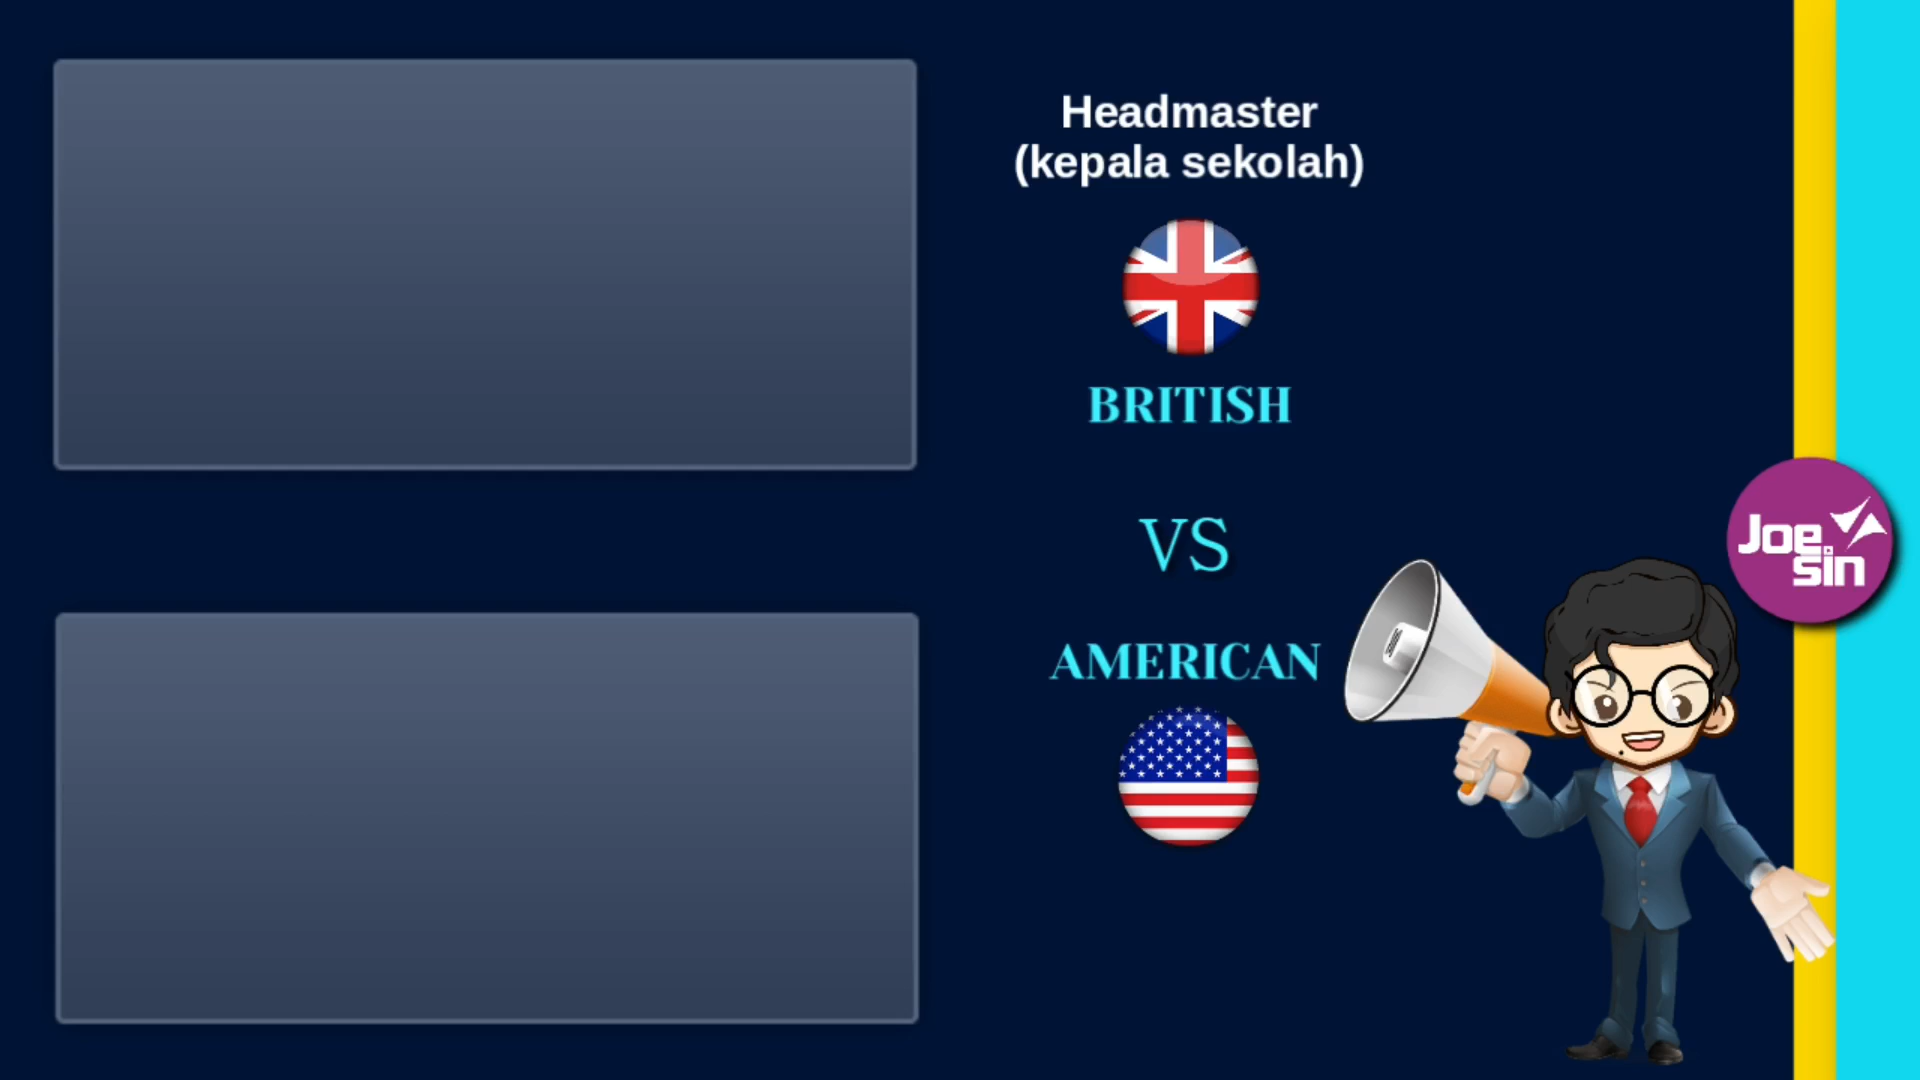 Headmaster
(kepala sekolah)
BRITISH
VS
AMERICAN
Joe
sin